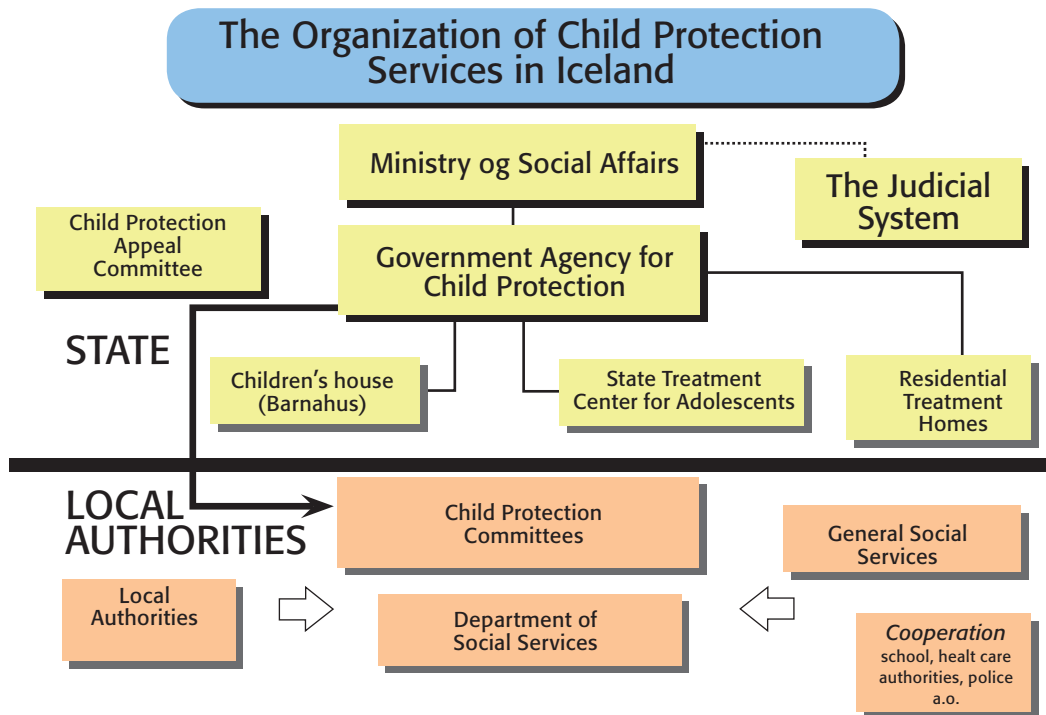 The Organization of Child Protection
Services in Iceland
Ministry og Social Affairs
The Judicial
System
Child Protection
Appeal
Committee
Government Agency for
Child Protection
STATE
Children's house
(Barnahus)
State Treatment
Center for Adolescents
Residential
Treatment
Homes
LOCAL
AUTHORITIES
Child Protection
Committees
General Social
Services
Local
Authorities
Department of
Social Services
Cooperation
school, healt care
authorities, police
a.o.